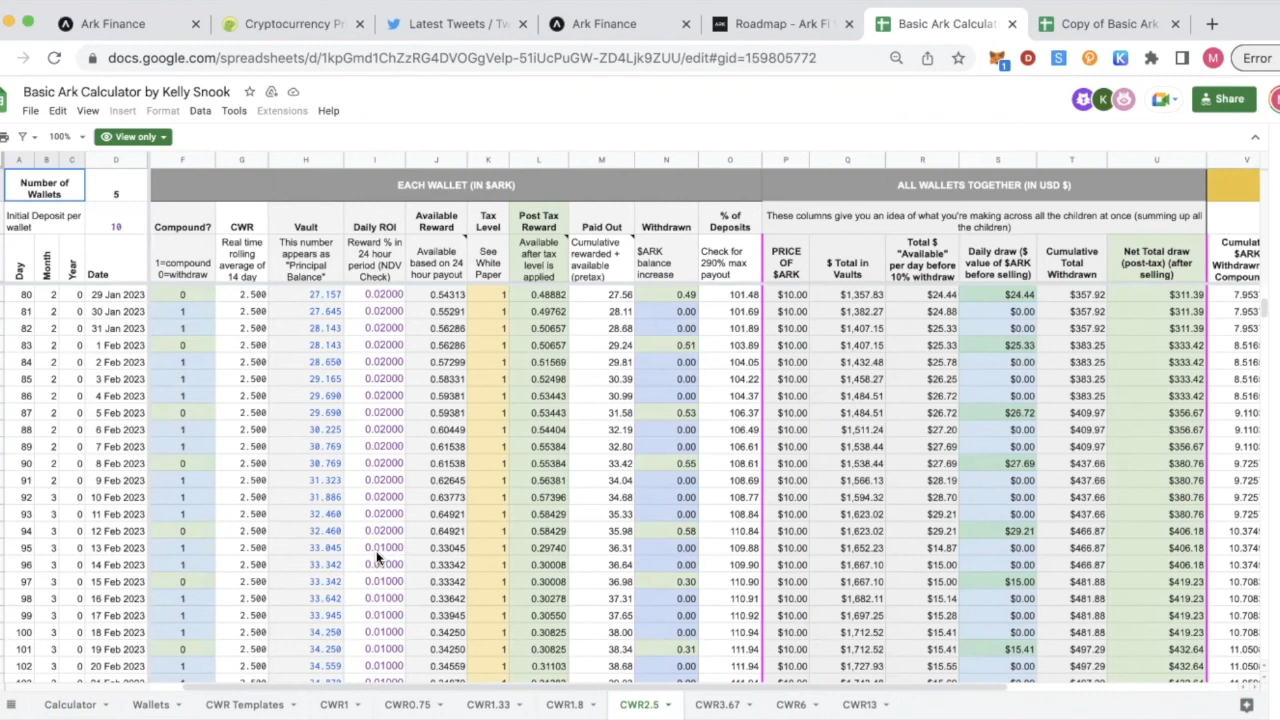 Ark Finance
Cryptocurrency P
Latest Tweets / Tw
Ark Finance
Roadmap - Ark Fi
Basic Ark Calculat
Copy of Basic Ark
docs.google.com/spreadsheets/d/1kpGmd1ChZzRG4DVOGgVelp-51iUcPuGW-ZD4Ljk9ZUU/edit#gid=159805772
Error
Basic Ark Calculator by Kelly Snook
File Edit View Insert Format Data Tools Extensions Help
Share
100% View only
A B C D F G H I J K L M N O P Q R S T U V
Number of Wallets 5 EACH WALLET (IN $ARK) ALL WALLETS TOGETHER (IN USD $)
Initial Deposit per wallet 10 Compound? CWR Vault Daily ROI Available Reward Tax Level Post Tax Reward Paid Out Withdrawn % of Deposits These columns give you an idea of what you're making across all the children at once (summing up all the children)
Day Month Year Date 1=compound 0=withdraw Real time rolling average of 14 day This number appears as "Principal Balance" Reward % in 24 hour period (NDV Check) Available based on 24 hour payout See White Paper Available after tax level is applied Cumulative rewarded + available (pretax) $ARK balance increase Check for 290% max payout PRICE OF $ARK $ Total in Vaults Total $ "Available" per day before 10% withdraw Daily draw ($ value of $ARK before selling) Cumulative Total Withdrawn Net Total draw (post-tax) (after selling) Cumulat $ARK Withdrawn Compoun
80 2 0 29 Jan 2023 0 2.500 27.157 0.02000 0.54313 1 0.48882 27.56 0.49 101.48 $10.00 $1,357.83 $24.44 $24.44 $357.92 $311.39 7.953
81 2 0 30 Jan 2023 1 2.500 27.645 0.02000 0.55291 1 0.49762 28.11 0.00 101.69 $10.00 $1,382.27 $24.88 $0.00 $357.92 $311.39 7.953
82 2 0 31 Jan 2023 1 2.500 28.143 0.02000 0.56286 1 0.50657 28.68 0.00 101.89 $10.00 $1,407.15 $25.33 $0.00 $357.92 $311.39 7.953
83 2 0 1 Feb 2023 0 2.500 28.143 0.02000 0.56286 1 0.50657 29.24 0.51 103.89 $10.00 $1,407.15 $25.33 $25.33 $383.25 $333.42 8.516
84 2 0 2 Feb 2023 1 2.500 28.650 0.02000 0.57299 1 0.51569 29.81 0.00 104.05 $10.00 $1,432.48 $25.78 $0.00 $383.25 $333.42 8.516
85 2 0 3 Feb 2023 1 2.500 29.165 0.02000 0.58331 1 0.52498 30.39 0.00 104.22 $10.00 $1,458.27 $26.25 $0.00 $383.25 $333.42 8.516
86 2 0 4 Feb 2023 1 2.500 29.690 0.02000 0.59381 1 0.53443 30.99 0.00 104.37 $10.00 $1,484.51 $26.72 $0.00 $383.25 $333.42 8.516
87 2 0 5 Feb 2023 0 2.500 29.690 0.02000 0.59381 1 0.53443 31.58 0.53 106.37 $10.00 $1,484.51 $26.72 $26.72 $409.97 $356.67 9.110
88 2 0 6 Feb 2023 1 2.500 30.225 0.02000 0.60449 1 0.54404 32.19 0.00 106.49 $10.00 $1,511.24 $27.20 $0.00 $409.97 $356.67 9.110
89 2 0 7 Feb 2023 1 2.500 30.769 0.02000 0.61538 1 0.55384 32.80 0.00 106.61 $10.00 $1,538.44 $27.69 $0.00 $409.97 $356.67 9.110
90 2 0 8 Feb 2023 0 2.500 30.769 0.02000 0.61538 1 0.55384 33.42 0.55 108.61 $10.00 $1,538.44 $27.69 $27.69 $437.66 $380.76 9.725
91 2 0 9 Feb 2023 1 2.500 31.323 0.02000 0.62645 1 0.56381 34.04 0.00 108.69 $10.00 $1,566.13 $28.19 $0.00 $437.66 $380.76 9.725
92 3 0 10 Feb 2023 1 2.500 31.886 0.02000 0.63773 1 0.57396 34.68 0.00 108.77 $10.00 $1,594.32 $28.70 $0.00 $437.66 $380.76 9.725
93 3 0 11 Feb 2023 1 2.500 32.460 0.02000 0.64921 1 0.58429 35.33 0.00 108.84 $10.00 $1,623.02 $29.21 $0.00 $437.66 $380.76 9.725
94 3 0 12 Feb 2023 0 2.500 32.460 0.02000 0.64921 1 0.58429 35.98 0.58 110.84 $10.00 $1,623.02 $29.21 $29.21 $466.87 $406.18 10.374
95 3 0 13 Feb 2023 1 2.500 33.045 0.01000 0.33045 1 0.29740 36.31 0.00 109.88 $10.00 $1,652.23 $14.87 $0.00 $466.87 $406.18 10.374
96 3 0 14 Feb 2023 1 2.500 33.342 0.01000 0.33342 1 0.30008 36.64 0.00 109.90 $10.00 $1,667.10 $15.00 $0.00 $466.87 $406.18 10.374
97 3 0 15 Feb 2023 0 2.500 33.342 0.01000 0.33342 1 0.30008 36.98 0.30 110.90 $10.00 $1,667.10 $15.00 $15.00 $481.88 $419.23 10.708
98 3 0 16 Feb 2023 1 2.500 33.642 0.01000 0.33642 1 0.30278 37.31 0.00 110.91 $10.00 $1,682.11 $15.14 $0.00 $481.88 $419.23 10.708
99 3 0 17 Feb 2023 1 2.500 33.945 0.01000 0.33945 1 0.30550 37.65 0.00 110.92 $10.00 $1,697.25 $15.28 $0.00 $481.88 $419.23 10.708
100 3 0 18 Feb 2023 1 2.500 34.250 0.01000 0.34250 1 0.30825 38.00 0.00 110.94 $10.00 $1,712.52 $15.41 $0.00 $481.88 $419.23 10.708
101 3 0 19 Feb 2023 0 2.500 34.250 0.01000 0.34250 1 0.30825 38.34 0.31 111.94 $10.00 $1,712.52 $15.41 $15.41 $497.29 $432.64 11.050
102 3 0 20 Feb 2023 1 2.500 34.559 0.01000 0.34559 1 0.31103 38.68 0.00 111.94 $10.00 $1,727.93 $15.55 $0.00 $497.29 $432.64 11.050
Calculator Wallets CWR Templates CWR1 CWR0.75 CWR1.33 CWR1.8 CWR2.5 CWR3.67 CWR6 CWR13